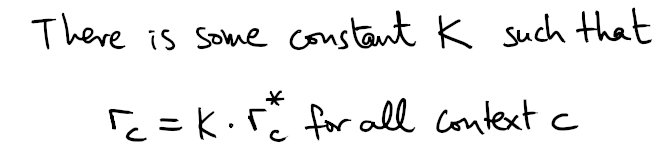 There is some constant K such that
r_c = K · r_c^* for all context c